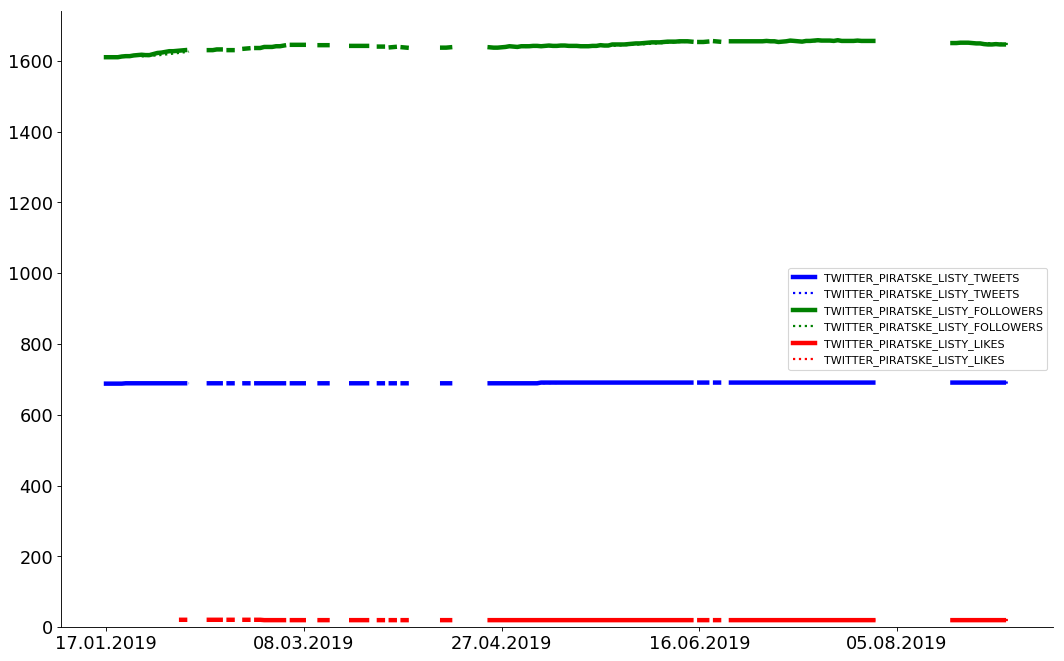 1600
1400
1200
1000
800
600
400
200
0
TWITTER_PIRATSKE_LISTY_TWEETS
TWITTER_PIRATSKE_LISTY_TWEETS
TWITTER_PIRATSKE_LISTY_FOLLOWERS
TWITTER_PIRATSKE_LISTY_FOLLOWERS
TWITTER_PIRATSKE_LISTY_LIKES
TWITTER_PIRATSKE_LISTY_LIKES
17.01.2019 08.03.2019 27.04.2019 16.06.2019 05.08.2019